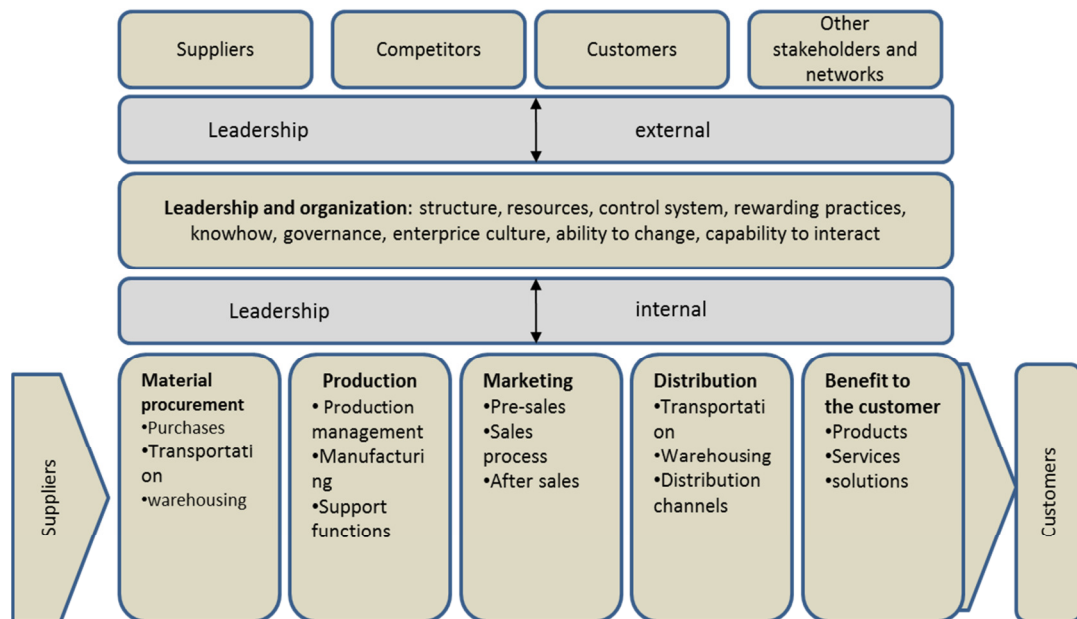 Suppliers
Competitors
Customers
Other
stakeholders and
networks
Leadership
external
Leadership and organization: structure, resources, control system, rewarding practices,
knowhow, governance, enterprice culture, ability to change, capability to interact
Leadership
internal
Suppliers
Material
procurement
•Purchases
•Transportati
on
•warehousing
Production
• Production
management
•Manufacturi
ng
•Support
functions
Marketing
•Pre-sales
•Sales
process
•After sales
Distribution
•Transportati
on
•Warehousing
•Distribution
channels
Benefit to
the customer
•Products
•Services
solutions
Customers